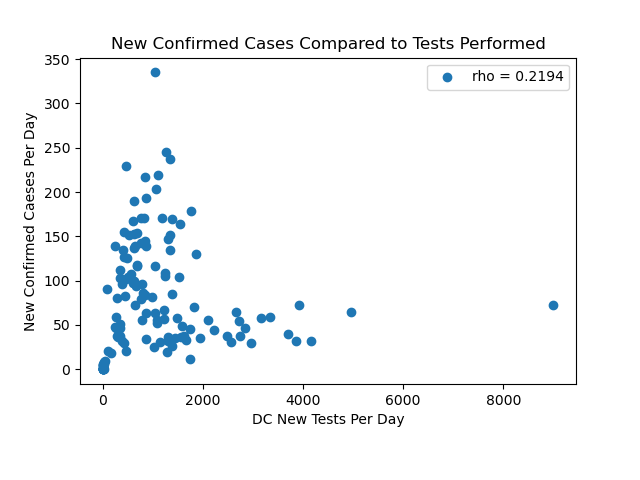 New Confirmed Cases Compared to Tests Performed
rho = 0.2194
New Confirmed Caeses Per Day
350
300
250
200
150
100
50
0
0 2000 4000 6000 8000
DC New Tests Per Day